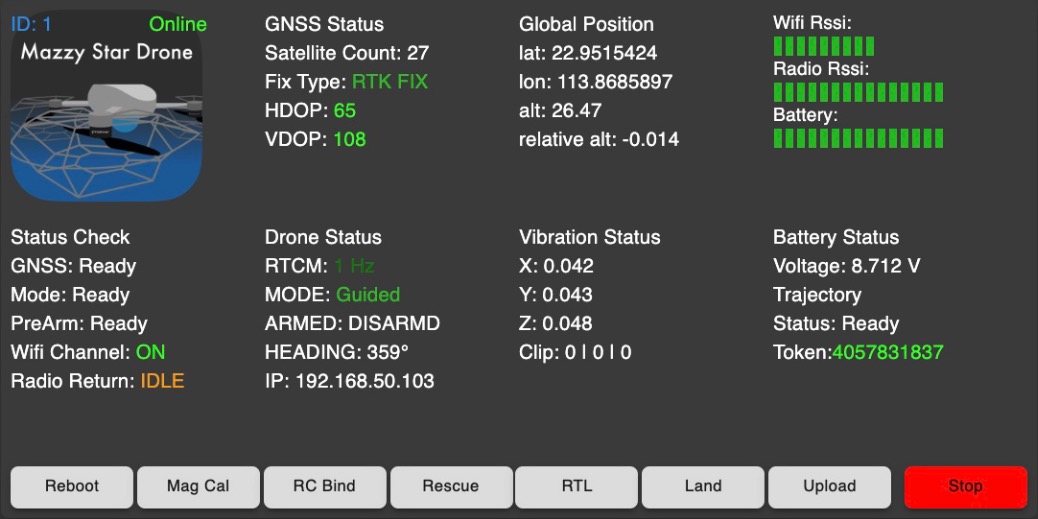 ID: 1 Online
Mazzy Star Drone
GNSS Status
Satellite Count: 27
Fix Type: RTK FIX
HDOP: 65
VDOP: 108
Global Position
lat: 22.9515424
lon: 113.8685897
alt: 26.47
relative alt: -0.014
Wifi Rssi:
Radio Rssi:
Battery:
Status Check
GNSS: Ready
Mode: Ready
PreArm: Ready
Wifi Channel: ON
Radio Return: IDLE
Drone Status
RTCM: 1 Hz
MODE: Guided
ARMED: DISARMD
HEADING: 359°
IP: 192.168.50.103
Vibration Status
X: 0.042
Y: 0.043
Z: 0.048
Clip: 0 | 0 | 0
Battery Status
Voltage: 8.712 V
Trajectory
Status: Ready
Token:4057831837
Reboot
Mag Cal
RC Bind
Rescue
RTL
Land
Upload
Stop